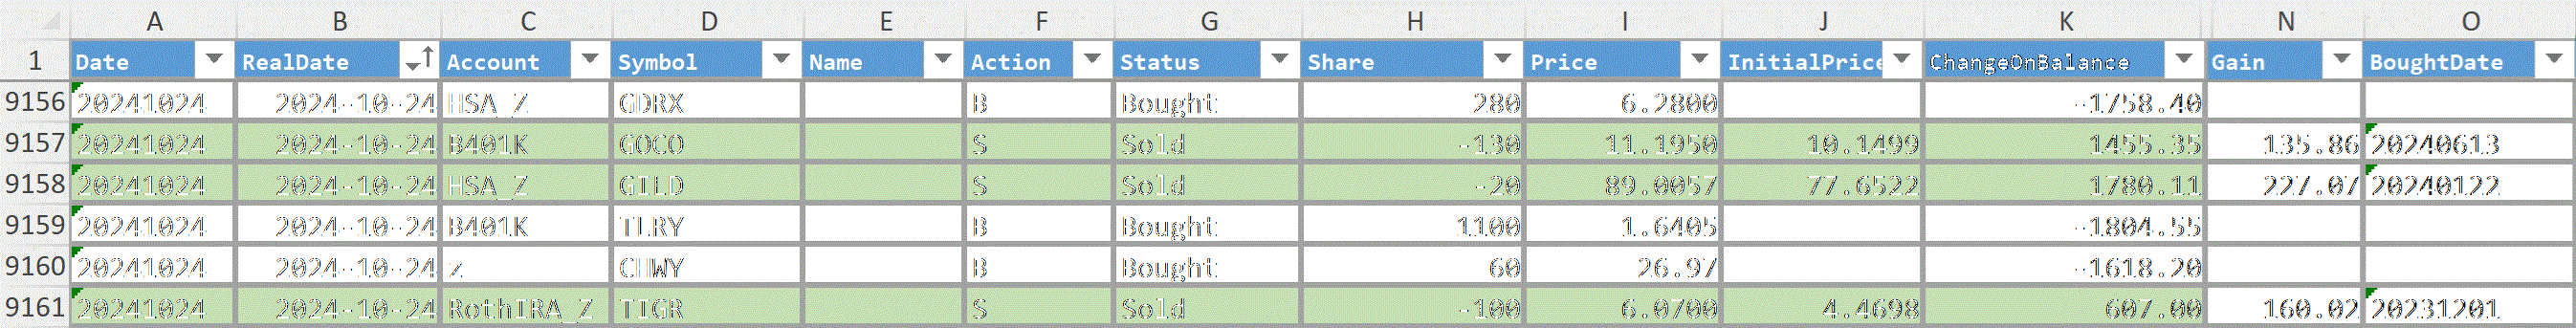 A B C D E F G H I J K N O
1 Date RealDate Account Symbol Name Action Status Share Price InitialPrice ChangeOnBalance Gain BoughtDate
9156 20241024 2024-10-24 HSA_Z GDRX B Bought 280 6.2800 -1758.40
9157 20241024 2024-10-24 B401K GOCO S Sold -130 11.1950 10.1499 1455.35 135.86 20240613
9158 20241024 2024-10-24 HSA_Z GILD S Sold -20 89.0057 77.6522 1780.11 227.07 20240122
9159 20241024 2024-10-24 B401K TLRY B Bought 1100 1.6405 -1804.55
9160 20241024 2024-10-24 z CHWY B Bought 60 26.97 -1618.20
9161 20241024 2024-10-24 RothIRA_Z TIGR S Sold -100 6.0700 4.4698 607.00 160.02 20231201